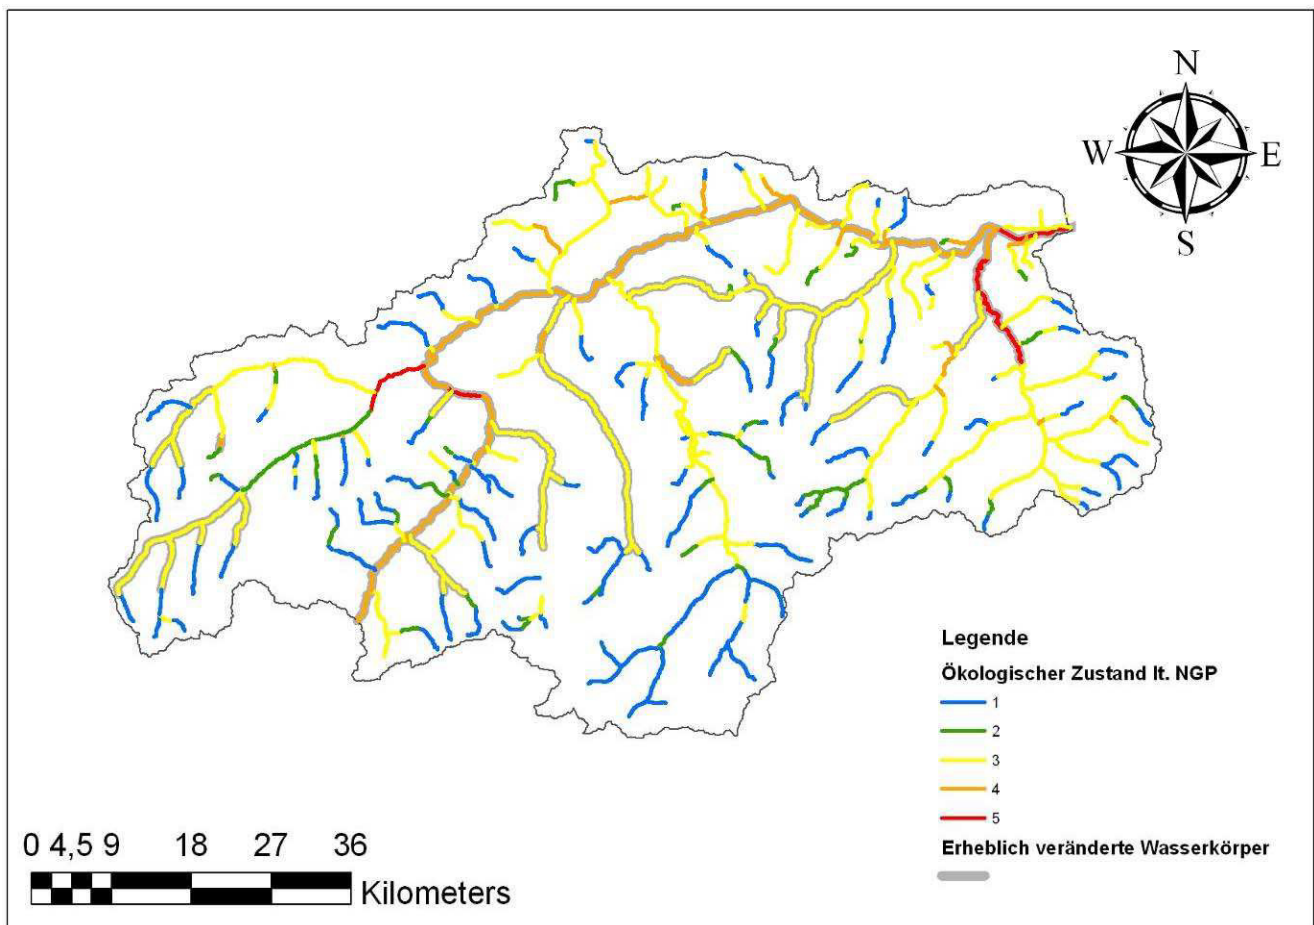 N
W E
S
Legende
Ökologischer Zustand lt. NGP
1
2
3
4
5
Erheblich veränderte Wasserkörper
0 4,5 9 18 27 36
Kilometers